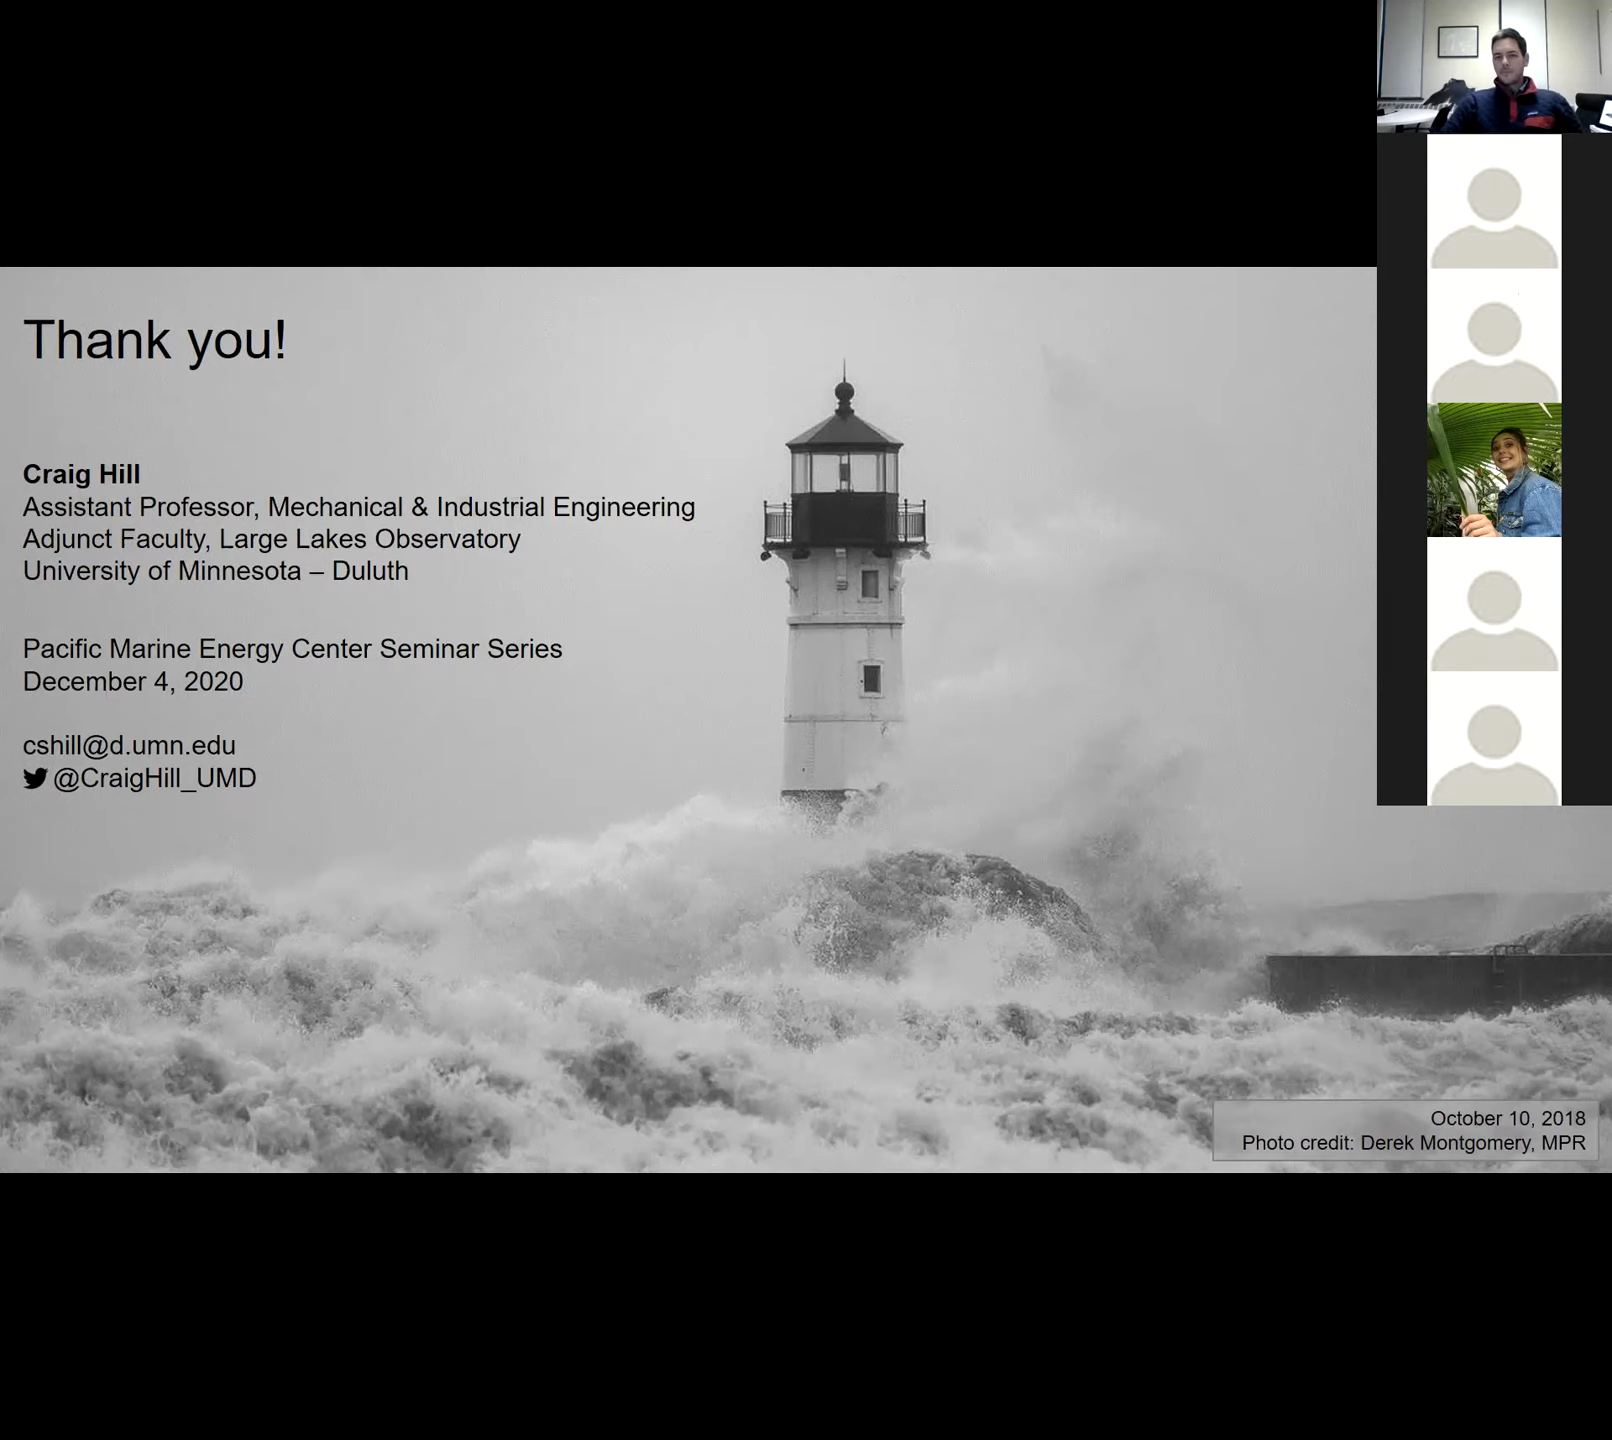 Thank you!
Craig Hill
Assistant Professor, Mechanical & Industrial Engineering
Adjunct Faculty, Large Lakes Observatory
University of Minnesota – Duluth
Pacific Marine Energy Center Seminar Series
December 4, 2020
cshill@d.umn.edu
@CraigHill_UMD
October 10, 2018
Photo credit: Derek Montgomery, MPR